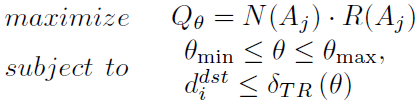 maximize Q_θ = N(A_j) · R(A_j)
subject to θ_min ≤ θ ≤ θ_max,
d_i^dst ≤ δ_TR (θ)